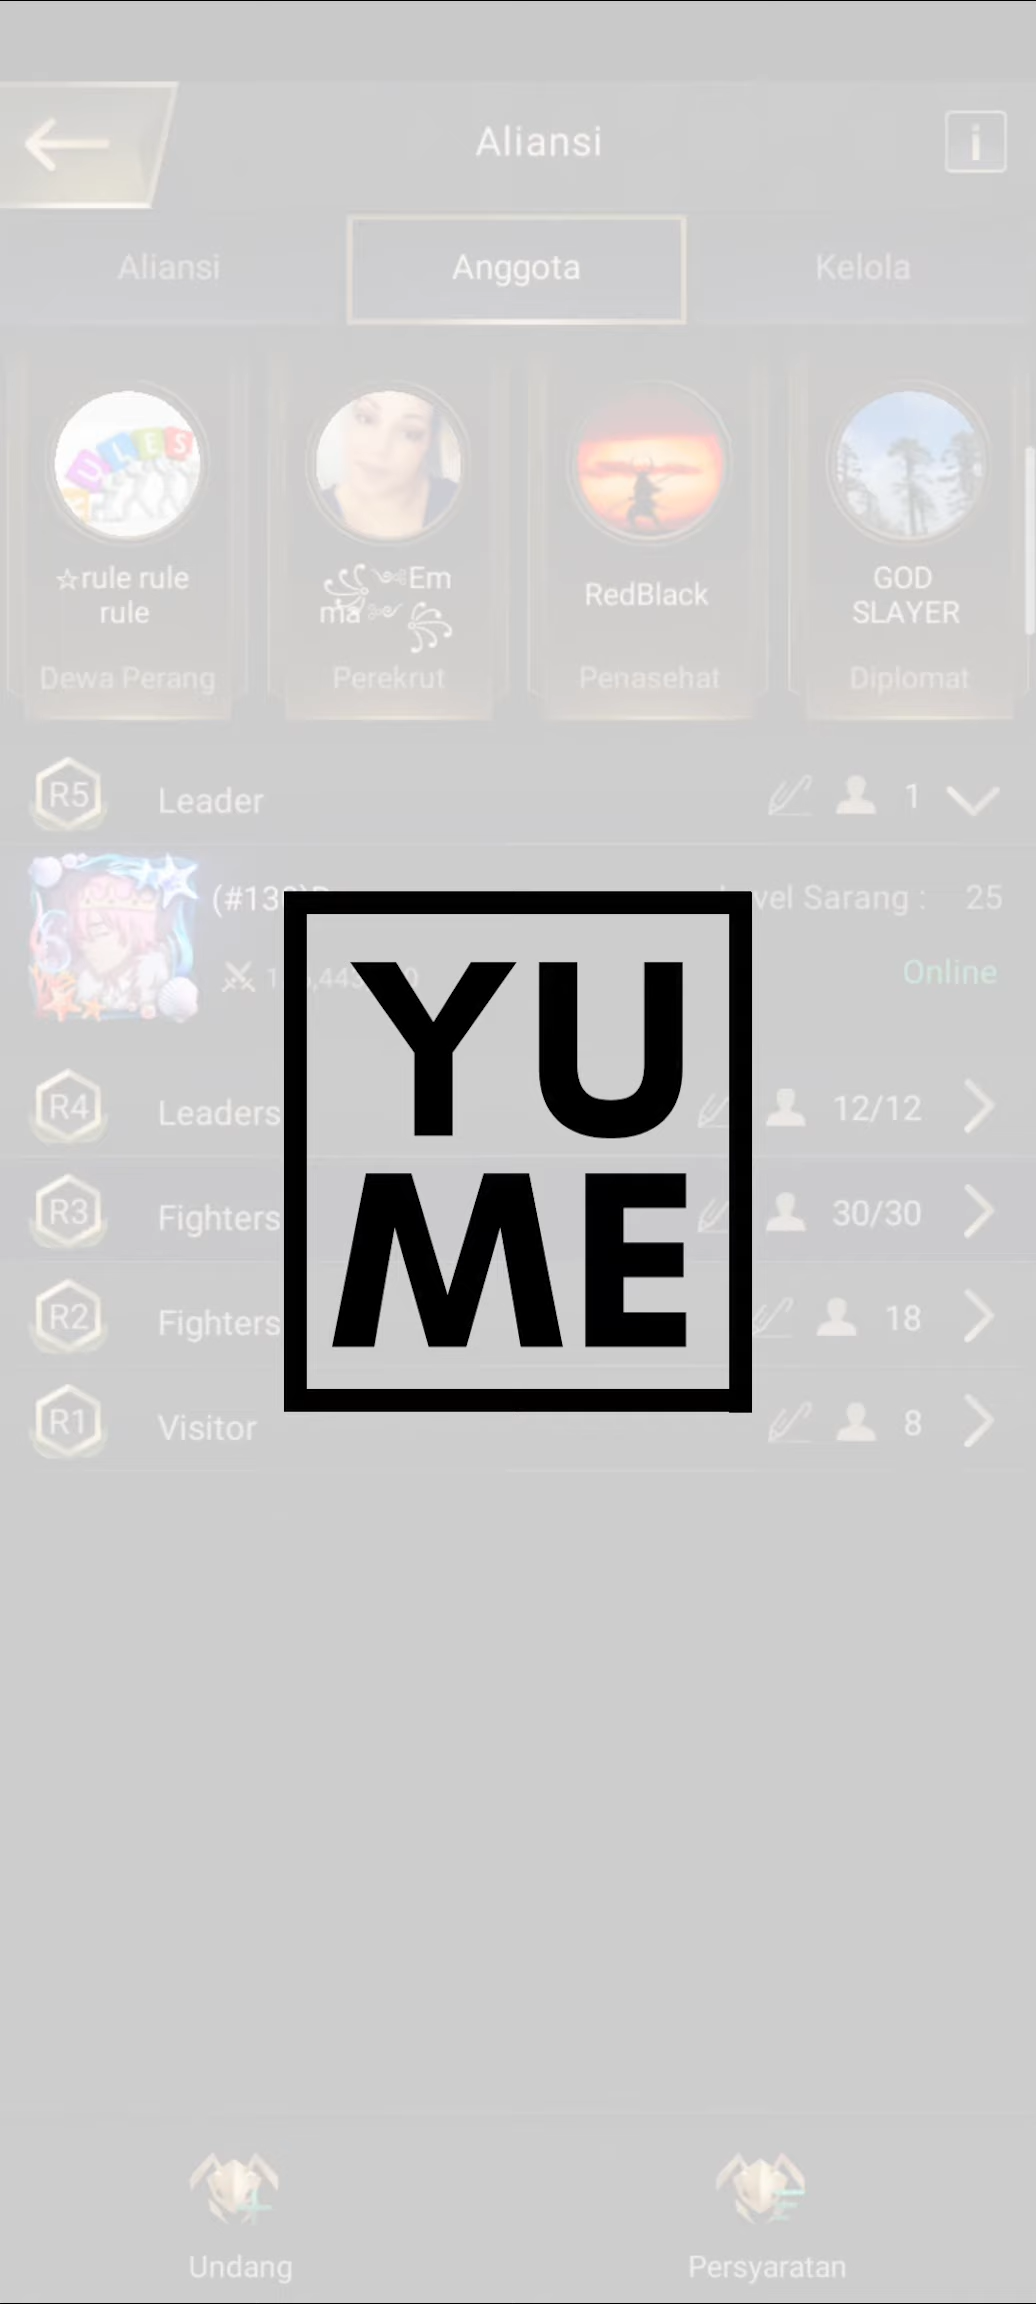 Aliansi
Aliansi Anggota Kelola
ULES
☆rule rule
rule
Dewa Perang
Em
ma
Perekrut
RedBlack
Penasehat
GOD
SLAYER
Diplomat
R5 Leader 1
Sarang : 25
Online
R4 Leaders 12/12
R3 Fighters 30/30
R2 Fighters 18
R1 Visitor 8
YU
ME
Undang Persyaratan